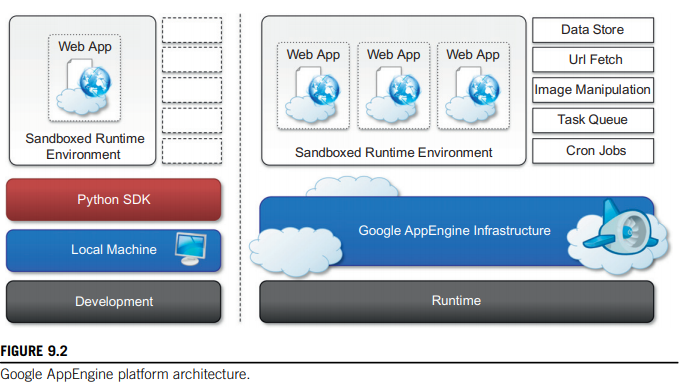 Web App
Sandboxed Runtime
Environment
Python SDK
Local Machine
Development
Web App
Web App
Web App
Sandboxed Runtime Environment
Data Store
Url Fetch
Image Manipulation
Task Queue
Cron Jobs
Google AppEngine Infrastructure
Runtime
FIGURE 9.2
Google AppEngine platform architecture.